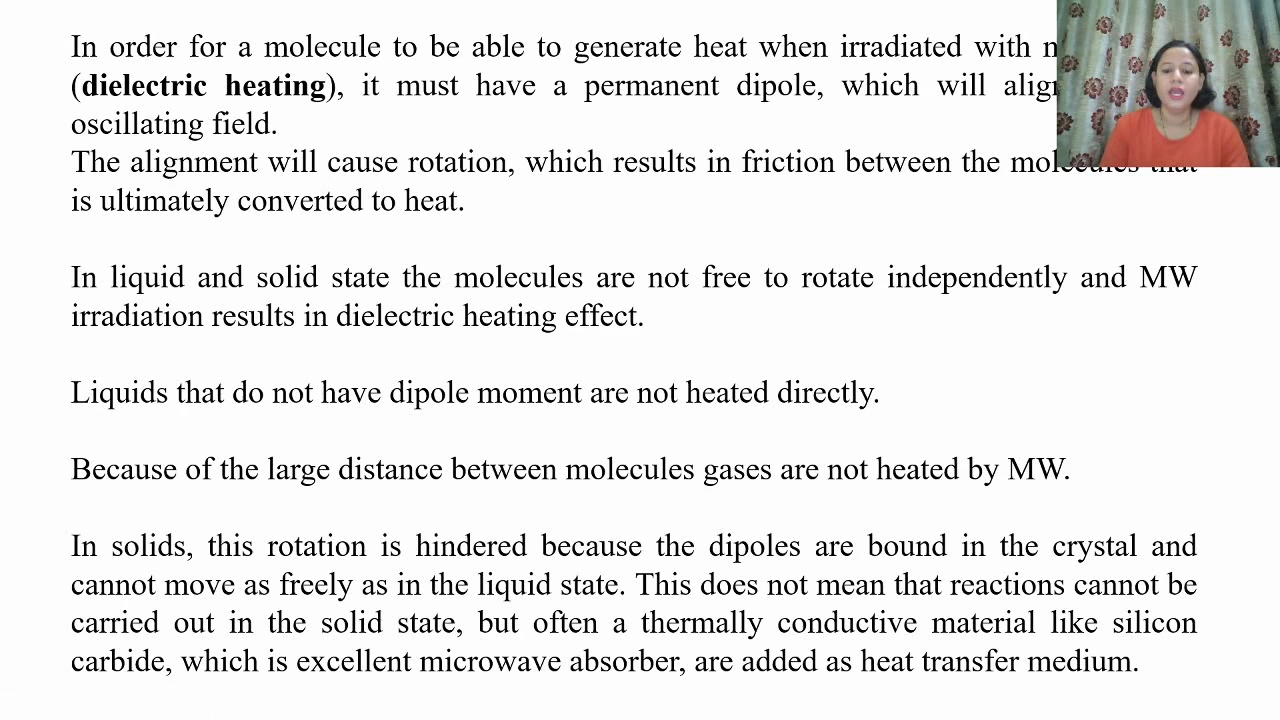 In order for a molecule to be able to generate heat when irradiated with
(dielectric heating), it must have a permanent dipole, which will
oscillating field.
The alignment will cause rotation, which results in friction between the molecules that
is ultimately converted to heat.
In liquid and solid state the molecules are not free to rotate independently and MW
irradiation results in dielectric heating effect.
Liquids that do not have dipole moment are not heated directly.
Because of the large distance between molecules gases are not heated by MW.
In solids, this rotation is hindered because the dipoles are bound in the crystal and
cannot move as freely as in the liquid state. This does not mean that reactions cannot be
carried out in the solid state, but often a thermally conductive material like silicon
carbide, which is excellent microwave absorber, are added as heat transfer medium.